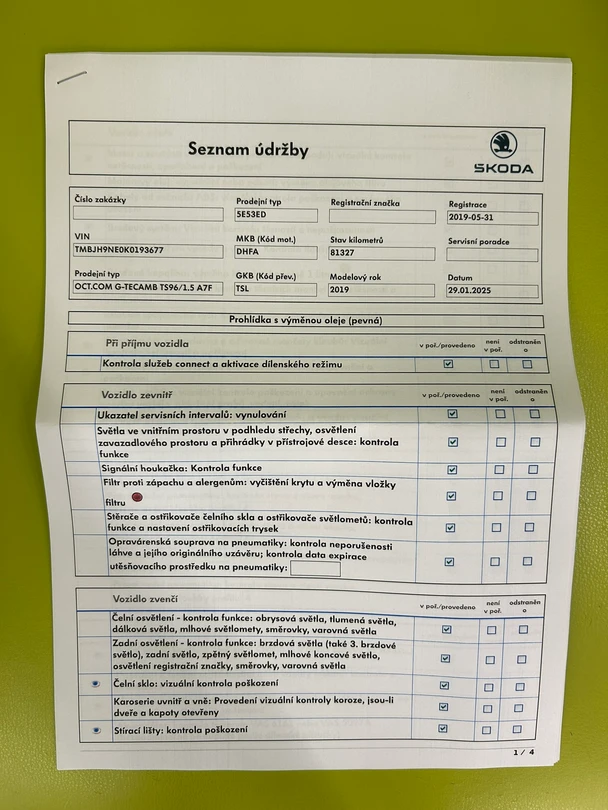 Seznam údržby
ŠKODA
Číslo zakázky
Prodejní typ
5E53ED
Registrační značka
Registrace
2019-05-31
VIN
TMBJH9NE0K0193677
MKB (Kód mot.)
DHFA
Stav kilometrů
81327
Servisní poradce
Prodejní typ
OCT.COM G-TECAMB TS96/1.5 A7F
GKB (Kód přev.)
TSL
Modelový rok
2019
Datum
29.01.2025
Prohlídka s výměnou oleje (pevná)
Při příjmu vozidla
v poř./provedeno
není
v poř.
odstraněn
o
Kontrola služeb connect a aktivace dílenského režimu
Vozidlo zevnitř
v poř./provedeno
není
v poř.
odstraněn
o
Ukazatel servisních intervalů: vynulování
Světla ve vnitřním prostoru v podhledu střechy, osvětlení
zavazadlového prostoru a přihrádky v přístrojové desce: kontrola
funkce
Signální houkačka: Kontrola funkce
Filtr proti zápachu a alergenům: vyčištění krytu a výměna vložky
filtru
Stěrače a ostřikovače čelního skla a ostřikovače světlometů: kontrola
funkce a nastavení ostřikovacích trysek
Opravárenská souprava na pneumatiky: kontrola neporušenosti
láhve a jejího originálního uzávěru; kontrola data expirace
utěsňovacího prostředku na pneumatiky:
Vozidlo zvenčí
v poř./provedeno
není
v poř.
odstraněn
o
Čelní osvětlení - kontrola funkce: obrysová světla, tlumená světla,
dálková světla, mlhové světlomety, směrovky, varovná světla
Zadní osvětlení - kontrola funkce: brzdová světla (také 3. brzdové
světlo), zadní světlo, zpětný světlomet, mlhové koncové světlo,
osvětlení registrační značky, směrovky, varovná světla
Čelní sklo: vizuální kontrola poškození
Karoserie uvnitř a vně: Provedení vizuální kontroly koroze, jsou-li
dveře a kapoty otevřeny
Stírací lišty: kontrola poškození
1 / 4